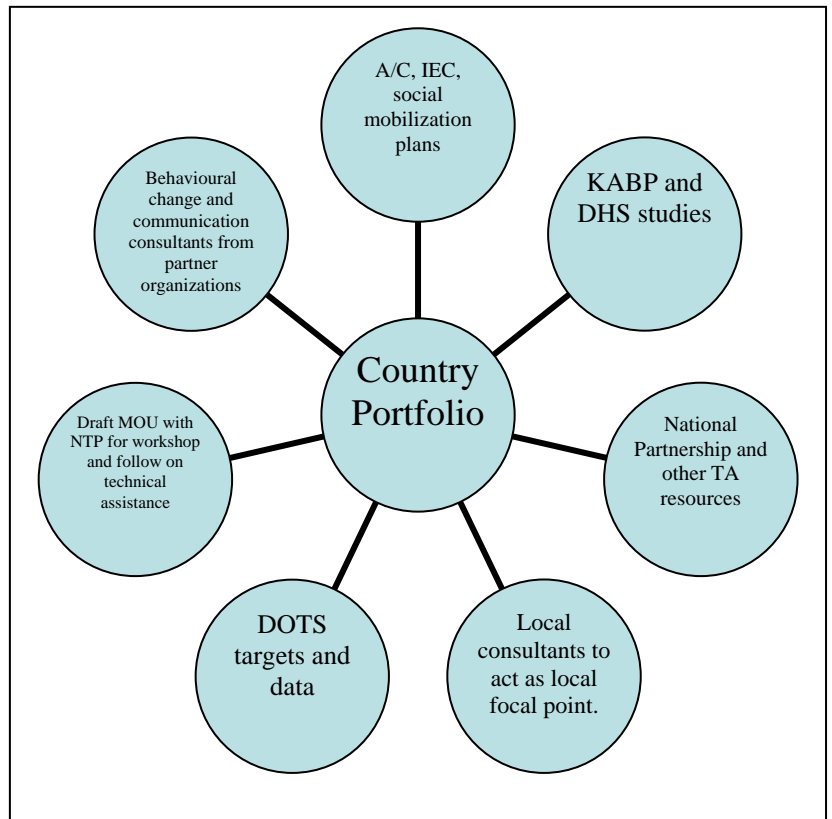 A/C, IEC,
social
mobilization
plans
KABP and
DHS studies
National
Partnership and
other TA
resources
Local
consultants to
act as local
focal point.
DOTS
targets and
data
Draft MOU with
NTP for workshop
and follow on
technical
assistance
Behavioural
change and
communication
consultants from
partner
organizations
Country
Portfolio